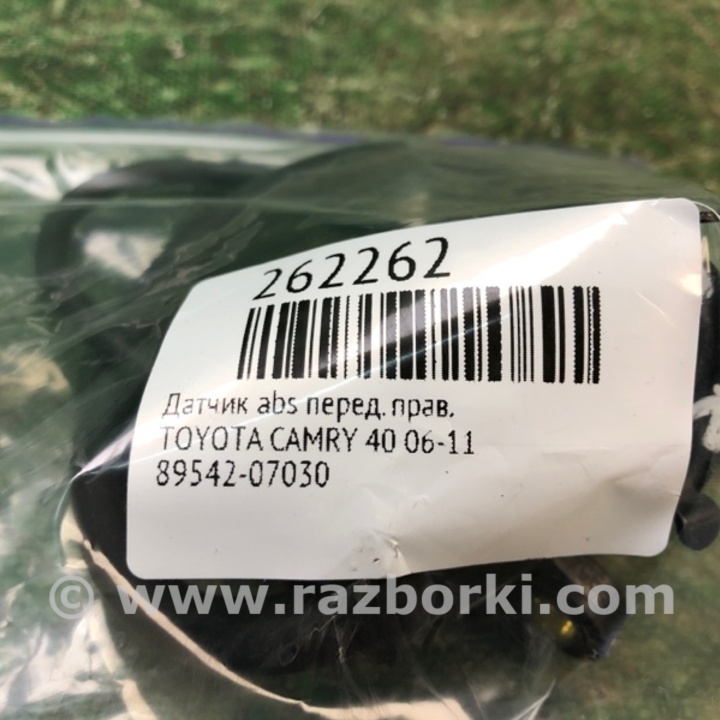 262262
Датчик abs перед. прав.
TOYOTA CAMRY 40 06-11
89542-07030
© www.razborki.com